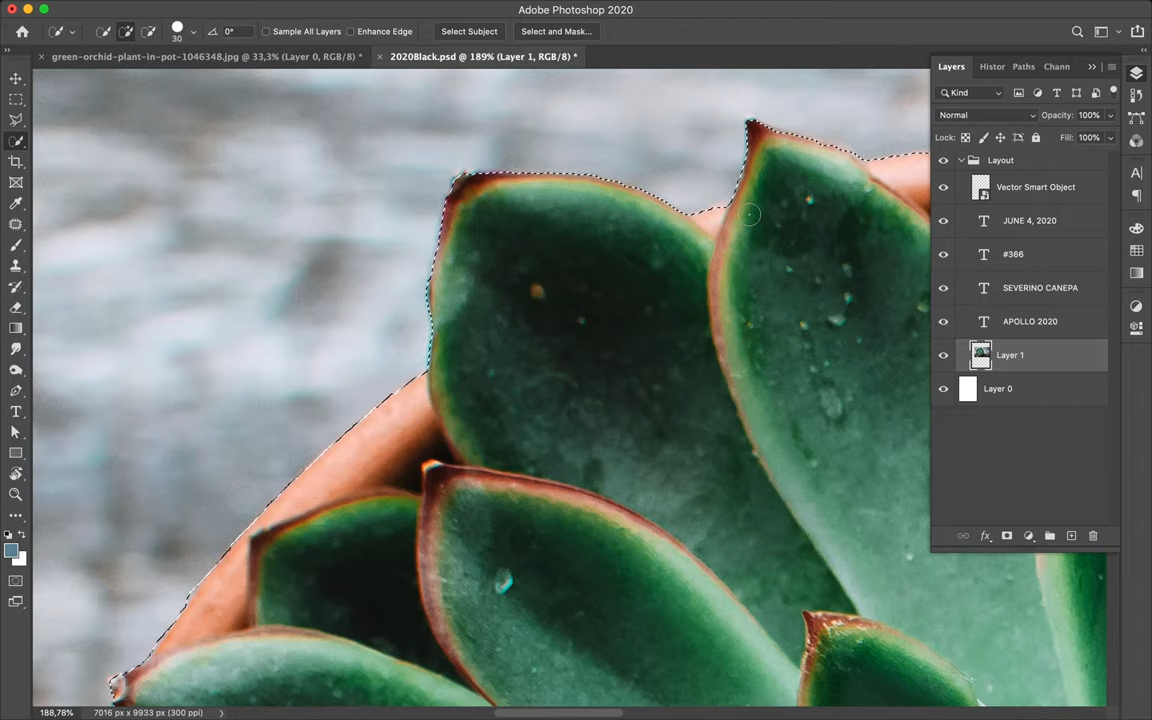 Adobe Photoshop 2020
30
0°
Sample All Layers
Enhance Edge
Select Subject
Select and Mask...
green-orchid-plant-in-pot-1046348.jpg @ 33,3% (Layer 0, RGB/8) *
2020Black.psd @ 189% (Layer 1, RGB/8) *
Layers
Histor
Paths
Chann
Kind
Normal
Opacity: 100%
Lock:
Fill: 100%
Layout
Vector Smart Object
JUNE 4, 2020
#366
SEVERINO CANEPA
APOLLO 2020
Layer 1
Layer 0
188,78%
7016 px x 9933 px (300 ppi)